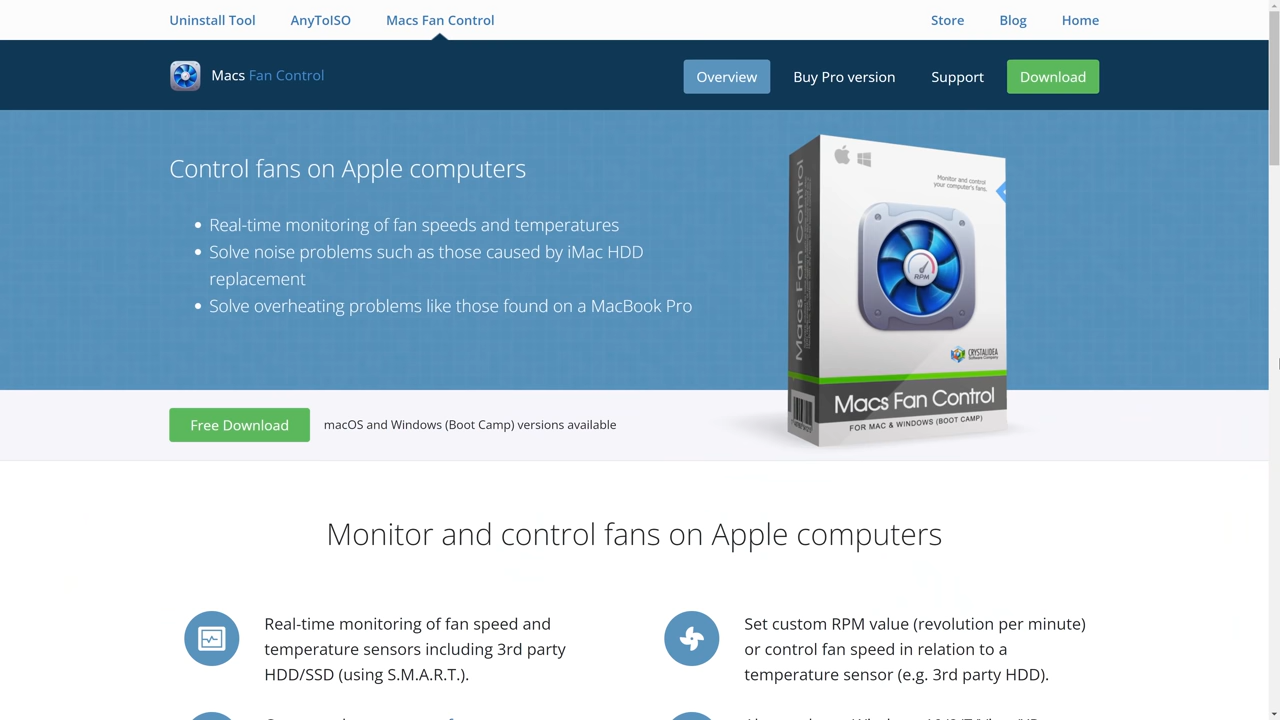 Uninstall Tool
AnyToISO
Macs Fan Control
Store
Blog
Home
Macs Fan Control
Overview
Buy Pro version
Support
Download
Control fans on Apple computers
Real-time monitoring of fan speeds and temperatures
Solve noise problems such as those caused by iMac HDD
replacement
Solve overheating problems like those found on a MacBook Pro
Monitor and control
your computer's fans.
Macs Fan Control
RPM
CRYSTALIDEA
Software Company
Macs Fan Control
FOR MAC & WINDOWS (BOOT CAMP)
Free Download
macOS and Windows (Boot Camp) versions available
Monitor and control fans on Apple computers
Real-time monitoring of fan speed and
temperature sensors including 3rd party
HDD/SSD (using S.M.A.R.T.).
Set custom RPM value (revolution per minute)
or control fan speed in relation to a
temperature sensor (e.g. 3rd party HDD).